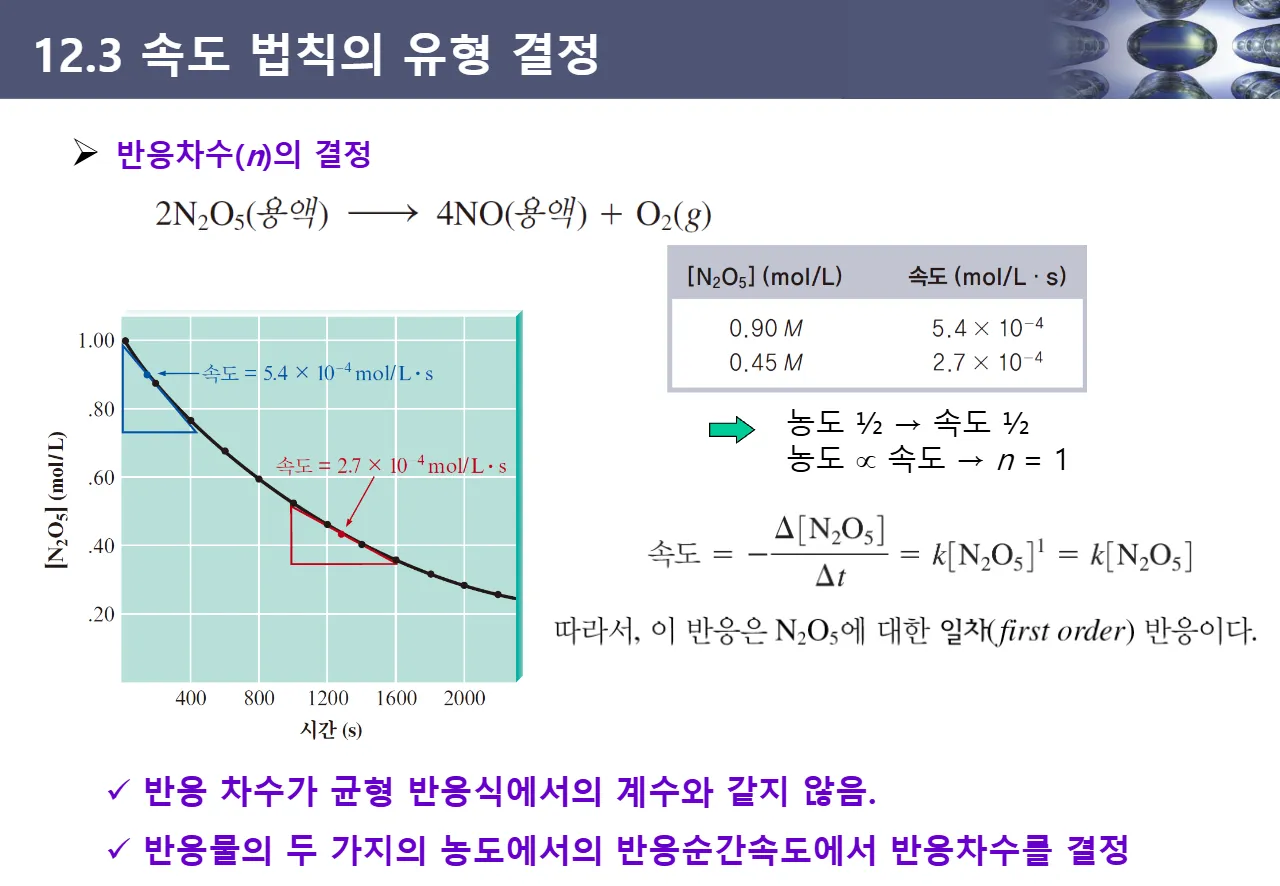 12.3 속도 법칙의 유형 결정
➢ 반응차수(n)의 결정
2N₂O₅(용액) ⟶ 4NO(용액) + O₂(g)
[N₂O₅] (mol/L) 속도 (mol/L · s)
0.90 M 5.4 × 10⁻⁴
0.45 M 2.7 × 10⁻⁴
농도 ½ → 속도 ½
농도 ∝ 속도 → n = 1
속도 = −Δ[N₂O₅]/Δt = k[N₂O₅]¹ = k[N₂O₅]
따라서, 이 반응은 N₂O₅에 대한 일차(first order) 반응이다.
[N₂O₅] (mol/L)
1.00
.80
.60
.40
.20
속도 = 5.4 × 10⁻⁴ mol/L · s
속도 = 2.7 × 10⁻⁴ mol/L · s
400 800 1200 1600 2000
시간 (s)
✓ 반응 차수가 균형 반응식에서의 계수와 같지 않음.
✓ 반응물의 두 가지의 농도에서의 반응순간속도에서 반응차수를 결정